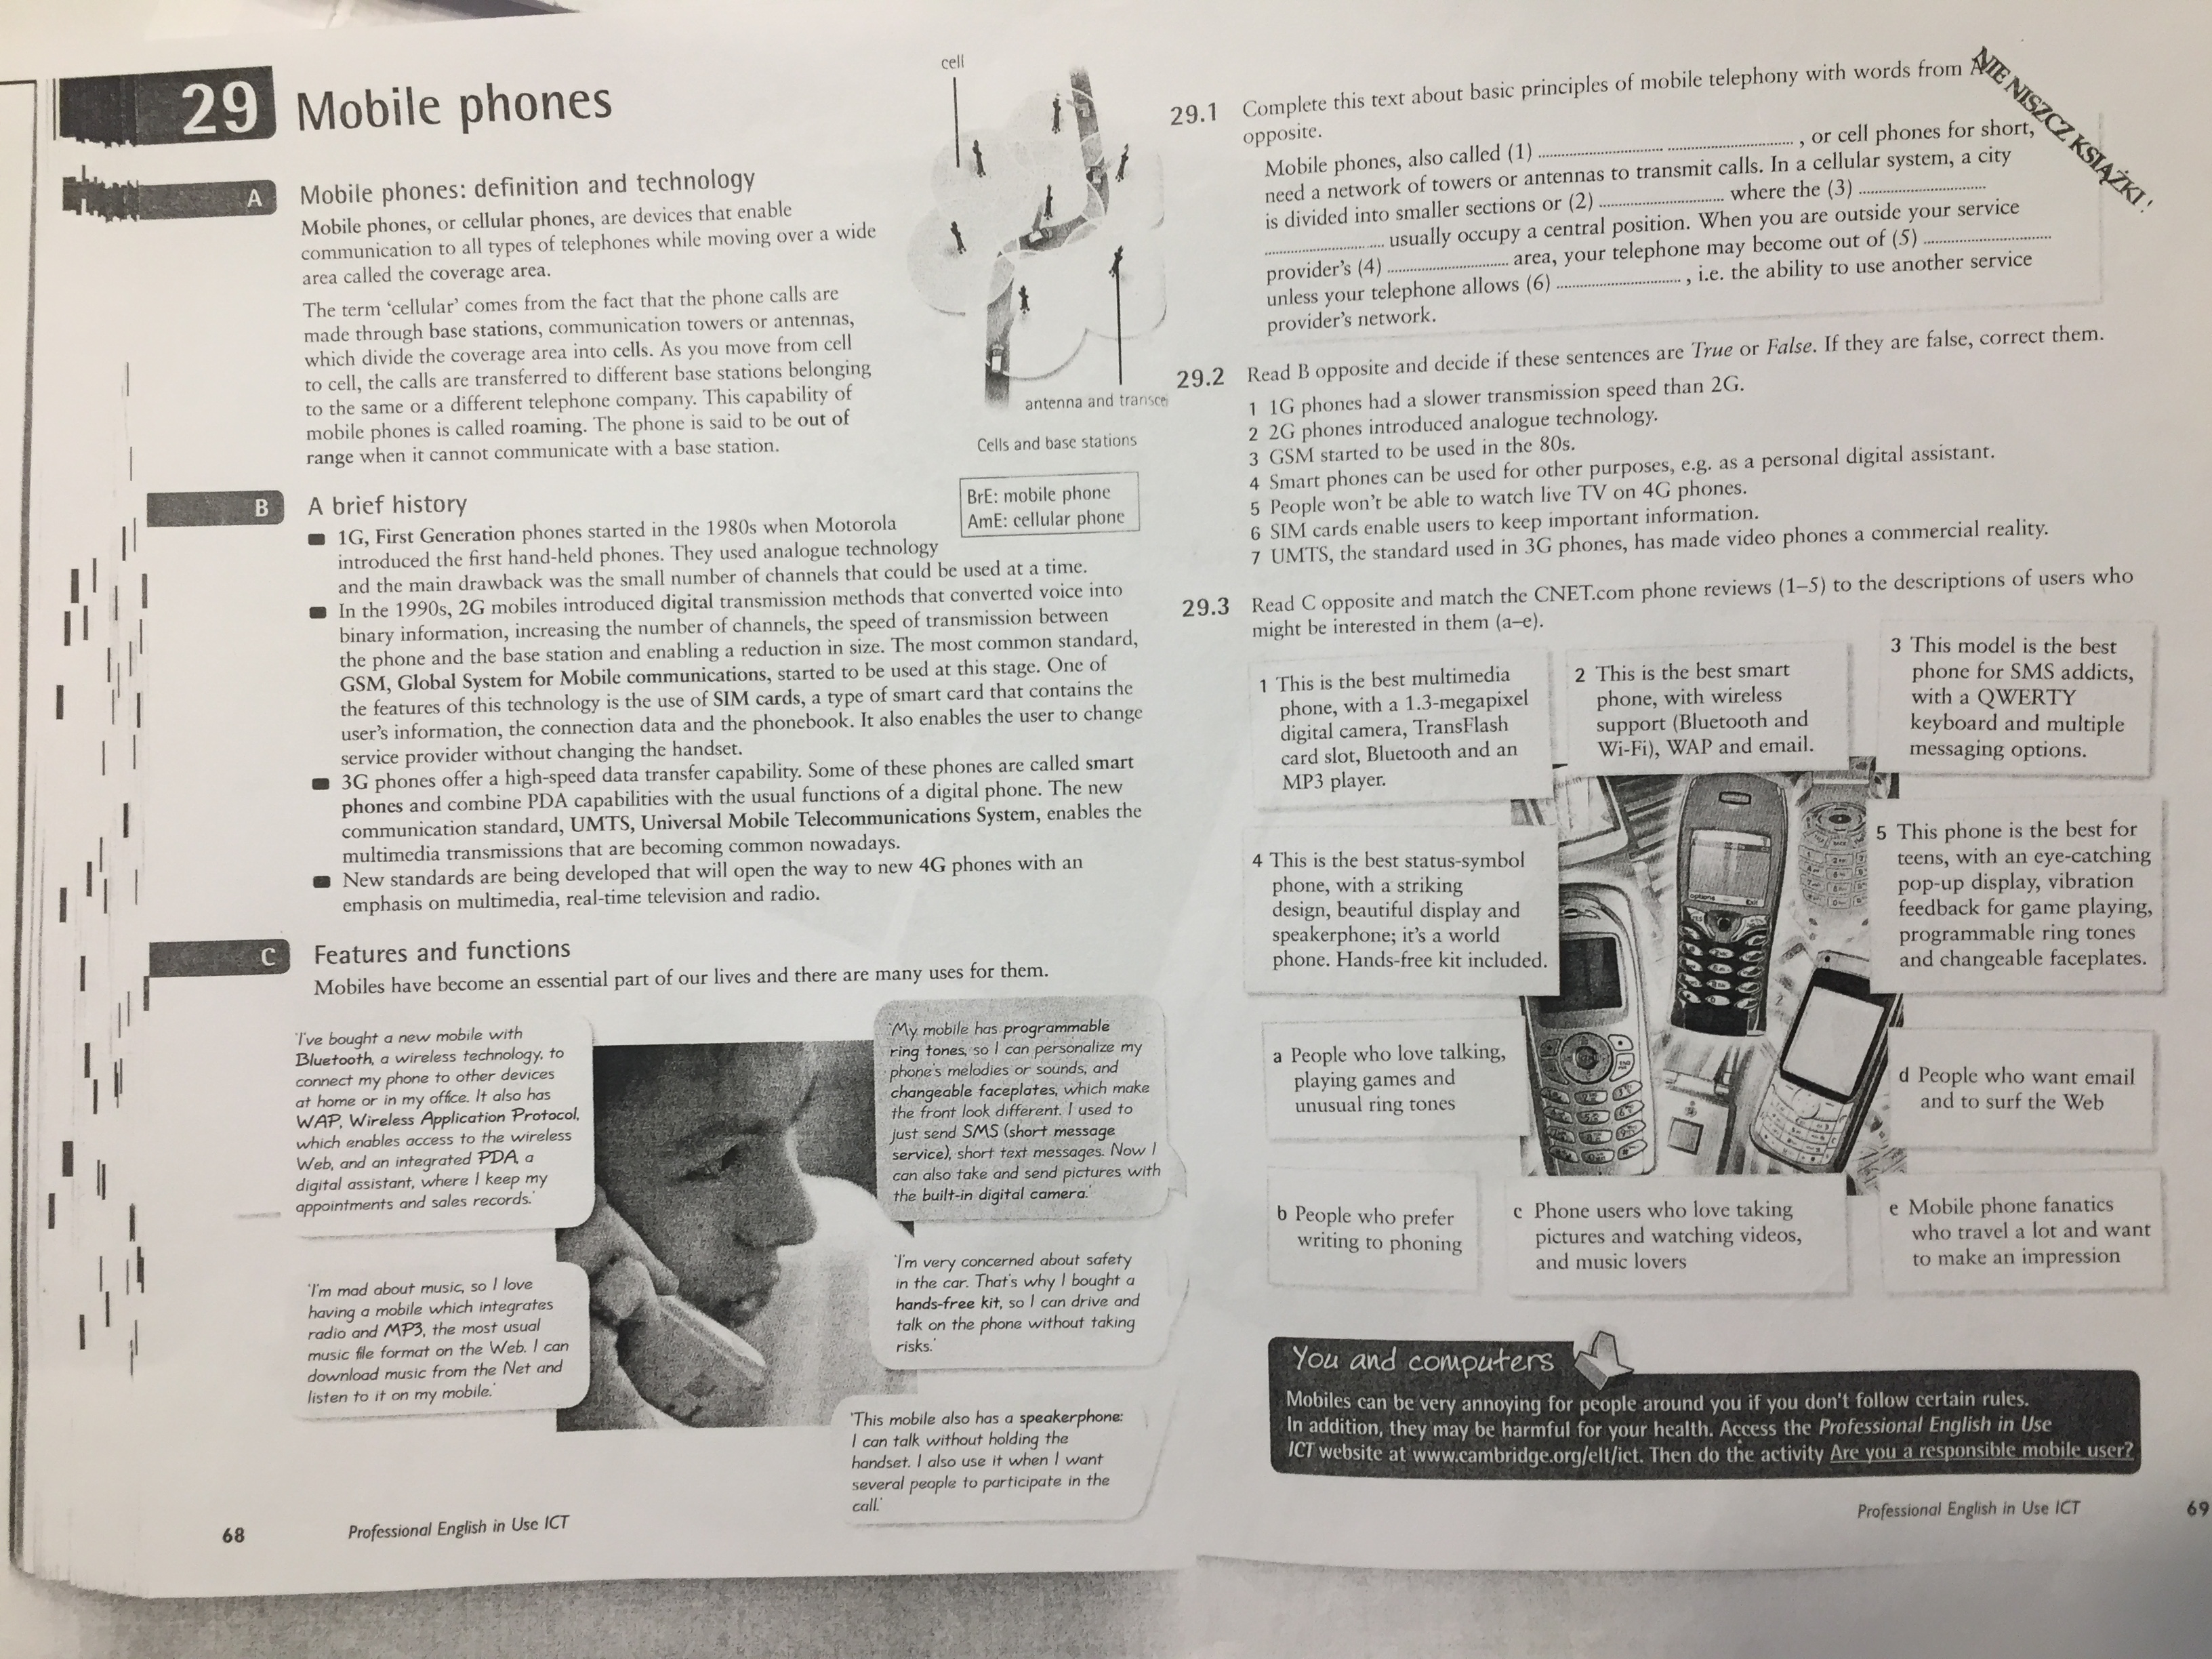 29 Mobile phones
A Mobile phones: definition and technology
Mobile phones, or cellular phones, are devices that enable
communication to all types of telephones while moving over a wide
area called the coverage area.
The term ‘cellular’ comes from the fact that the phone calls are
made through base stations, communication towers or antennas,
which divide the coverage area into cells. As you move from cell
to cell, the calls are transferred to different base stations belonging
to the same or a different telephone company. This capability of
mobile phones is called roaming. The phone is said to be out of
range when it cannot communicate with a base station.
cell
antenna and transce
Cells and base stations
BrE: mobile phone
AmE: cellular phone
B A brief history
1G, First Generation phones started in the 1980s when Motorola
introduced the first hand-held phones. They used analogue technology
and the main drawback was the small number of channels that could be used at a time.
In the 1990s, 2G mobiles introduced digital transmission methods that converted voice into
binary information, increasing the number of channels, the speed of transmission between
the phone and the base station and enabling a reduction in size. The most common standard,
GSM, Global System for Mobile communications, started to be used at this stage. One of
the features of this technology is the use of SIM cards, a type of smart card that contains the
user's information, the connection data and the phonebook. It also enables the user to change
service provider without changing the handset.
3G phones offer a high-speed data transfer capability. Some of these phones are called smart
phones and combine PDA capabilities with the usual functions of a digital phone. The new
communication standard, UMTS, Universal Mobile Telecommunications System, enables the
multimedia transmissions that are becoming common nowadays.
New standards are being developed that will open the way to new 4G phones with an
emphasis on multimedia, real-time television and radio.
C Features and functions
Mobiles have become an essential part of our lives and there are many uses for them.
'I've bought a new mobile with
Bluetooth, a wireless technology, to
connect my phone to other devices
at home or in my office. It also has
WAP, Wireless Application Protocol,
which enables access to the wireless
Web, and an integrated PDA, a
digital assistant, where I keep my
appointments and sales records.'
'My mobile has programmable
ring tones, so I can personalize my
phone's melodies or sounds, and
changeable faceplates, which make
the front look different. I used to
just send SMS (short message
service), short text messages. Now I
can also take and send pictures with
the built-in digital camera.'
'I'm mad about music, so I love
having a mobile which integrates
radio and MP3, the most usual
music file format on the Web. I can
download music from the Net and
listen to it on my mobile.'
'I'm very concerned about safety
in the car. That's why I bought a
hands-free kit, so I can drive and
talk on the phone without taking
risks.'
'This mobile also has a speakerphone:
I can talk without holding the
handset. I also use it when I want
several people to participate in the
call.'
68 Professional English in Use ICT
29.1 Complete this text about basic principles of mobile telephony with words from A
opposite.
NIE NISZCZ KSIĄŻKI!
Mobile phones, also called (1) .......................... .......................... , or cell phones for short,
need a network of towers or antennas to transmit calls. In a cellular system, a city
is divided into smaller sections or (2) .......................... where the (3) ..........................
.......................... usually occupy a central position. When you are outside your service
provider's (4) .......................... area, your telephone may become out of (5) ..........................
unless your telephone allows (6) .......................... , i.e. the ability to use another service
provider's network.
29.2 Read B opposite and decide if these sentences are True or False. If they are false, correct them.
1 1G phones had a slower transmission speed than 2G.
2 2G phones introduced analogue technology.
3 GSM started to be used in the 80s.
4 Smart phones can be used for other purposes, e.g. as a personal digital assistant.
5 People won't be able to watch live TV on 4G phones.
6 SIM cards enable users to keep important information.
7 UMTS, the standard used in 3G phones, has made video phones a commercial reality.
29.3 Read C opposite and match the CNET.com phone reviews (1–5) to the descriptions of users who
might be interested in them (a–e).
1 This is the best multimedia
phone, with a 1.3-megapixel
digital camera, TransFlash
card slot, Bluetooth and an
MP3 player.
2 This is the best smart
phone, with wireless
support (Bluetooth and
Wi-Fi), WAP and email.
3 This model is the best
phone for SMS addicts,
with a QWERTY
keyboard and multiple
messaging options.
4 This is the best status-symbol
phone, with a striking
design, beautiful display and
speakerphone; it's a world
phone. Hands-free kit included.
5 This phone is the best for
teens, with an eye-catching
pop-up display, vibration
feedback for game playing,
programmable ring tones
and changeable faceplates.
a People who love talking,
playing games and
unusual ring tones
d People who want email
and to surf the Web
b People who prefer
writing to phoning
c Phone users who love taking
pictures and watching videos,
and music lovers
e Mobile phone fanatics
who travel a lot and want
to make an impression
You and computers
Mobiles can be very annoying for people around you if you don't follow certain rules.
In addition, they may be harmful for your health. Access the Professional English in Use
ICT website at www.cambridge.org/elt/ict. Then do the activity Are you a responsible mobile user?
Professional English in Use ICT 69